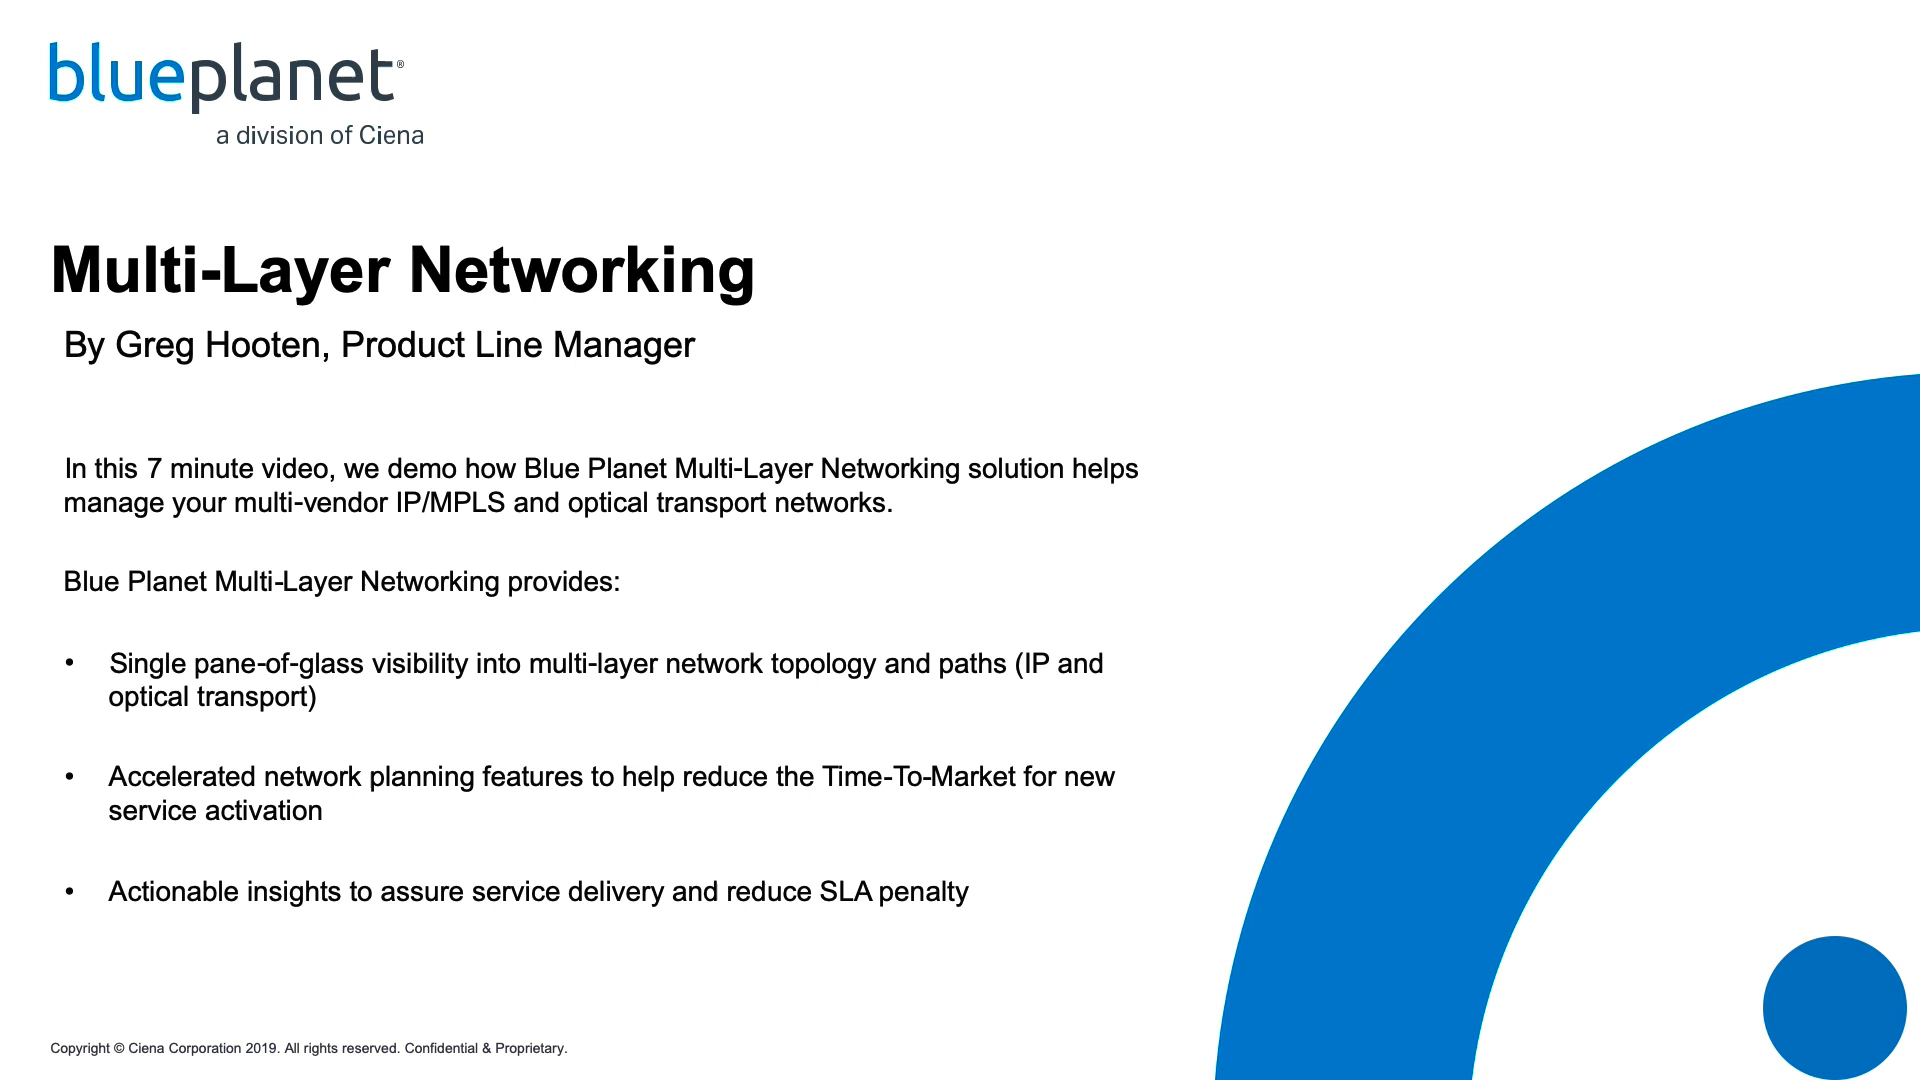 blueplanet®
a division of Ciena
Multi-Layer Networking
By Greg Hooten, Product Line Manager
In this 7 minute video, we demo how Blue Planet Multi-Layer Networking solution helps
manage your multi-vendor IP/MPLS and optical transport networks.
Blue Planet Multi-Layer Networking provides:
• Single pane-of-glass visibility into multi-layer network topology and paths (IP and
optical transport)
• Accelerated network planning features to help reduce the Time-To-Market for new
service activation
• Actionable insights to assure service delivery and reduce SLA penalty
Copyright © Ciena Corporation 2019. All rights reserved. Confidential & Proprietary.